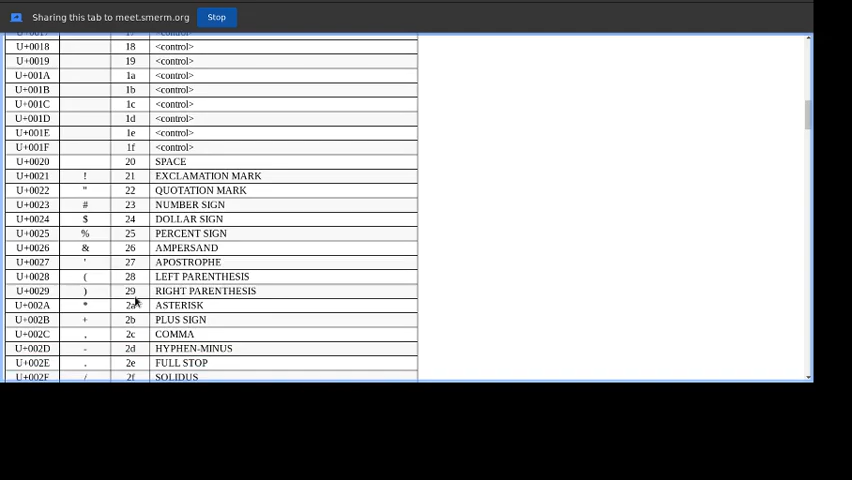 Sharing this tab to meet.smerm.org Stop
U+0017 17 <control>
U+0018 18 <control>
U+0019 19 <control>
U+001A 1a <control>
U+001B 1b <control>
U+001C 1c <control>
U+001D 1d <control>
U+001E 1e <control>
U+001F 1f <control>
U+0020 20 SPACE
U+0021 ! 21 EXCLAMATION MARK
U+0022 " 22 QUOTATION MARK
U+0023 # 23 NUMBER SIGN
U+0024 $ 24 DOLLAR SIGN
U+0025 % 25 PERCENT SIGN
U+0026 & 26 AMPERSAND
U+0027 ' 27 APOSTROPHE
U+0028 ( 28 LEFT PARENTHESIS
U+0029 ) 29 RIGHT PARENTHESIS
U+002A * 2a ASTERISK
U+002B + 2b PLUS SIGN
U+002C , 2c COMMA
U+002D - 2d HYPHEN-MINUS
U+002E . 2e FULL STOP
U+002F / 2f SOLIDUS